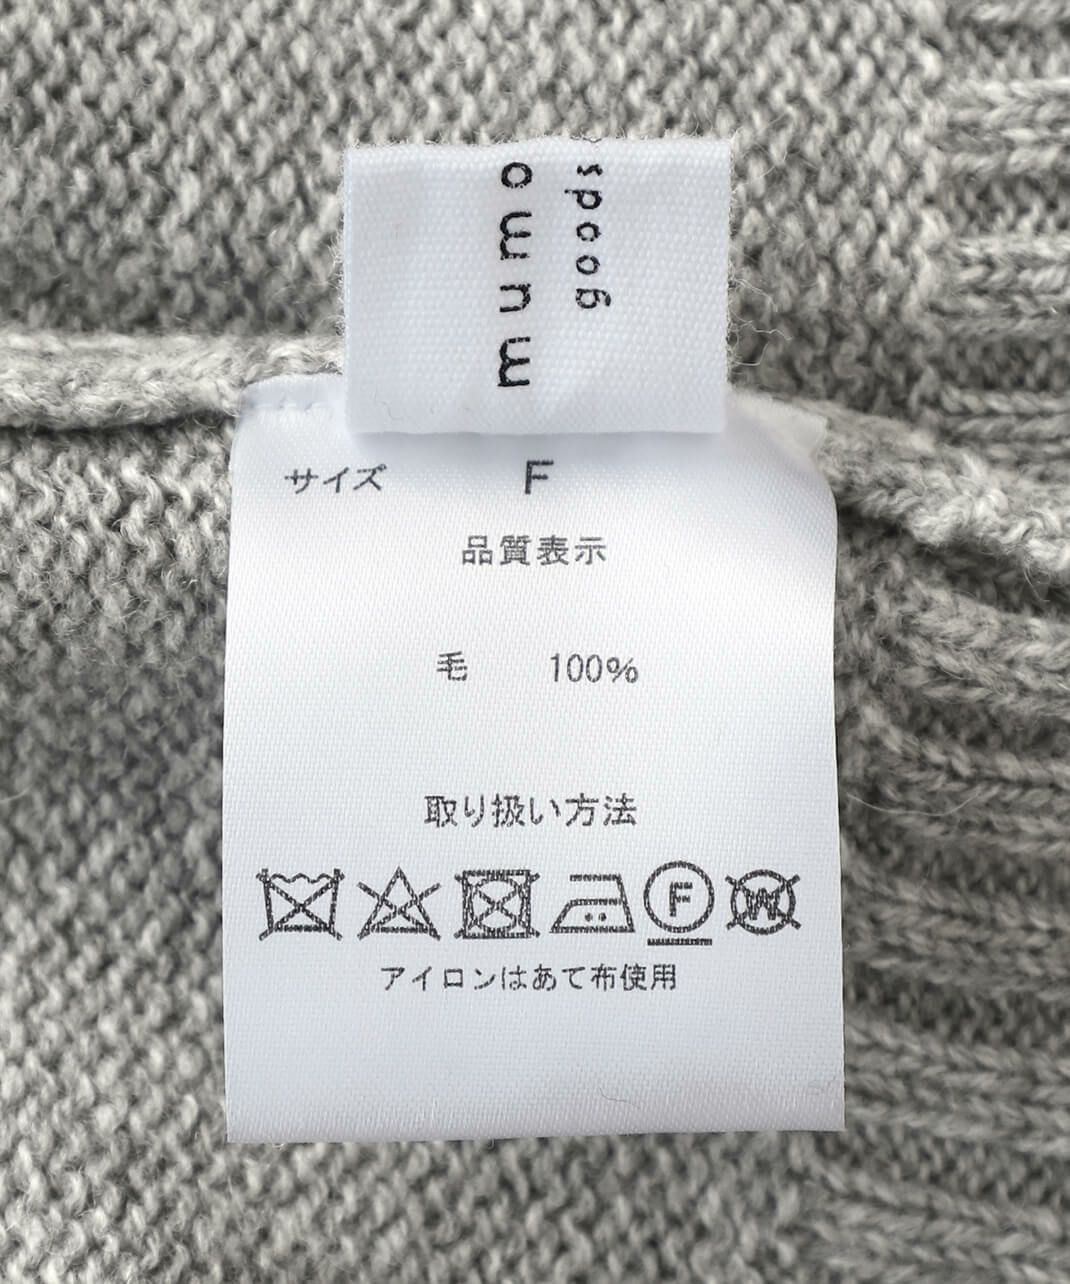 mumo
goods
サイズ F
品質表示
毛 100%
取り扱い方法
F W
アイロンはあて布使用